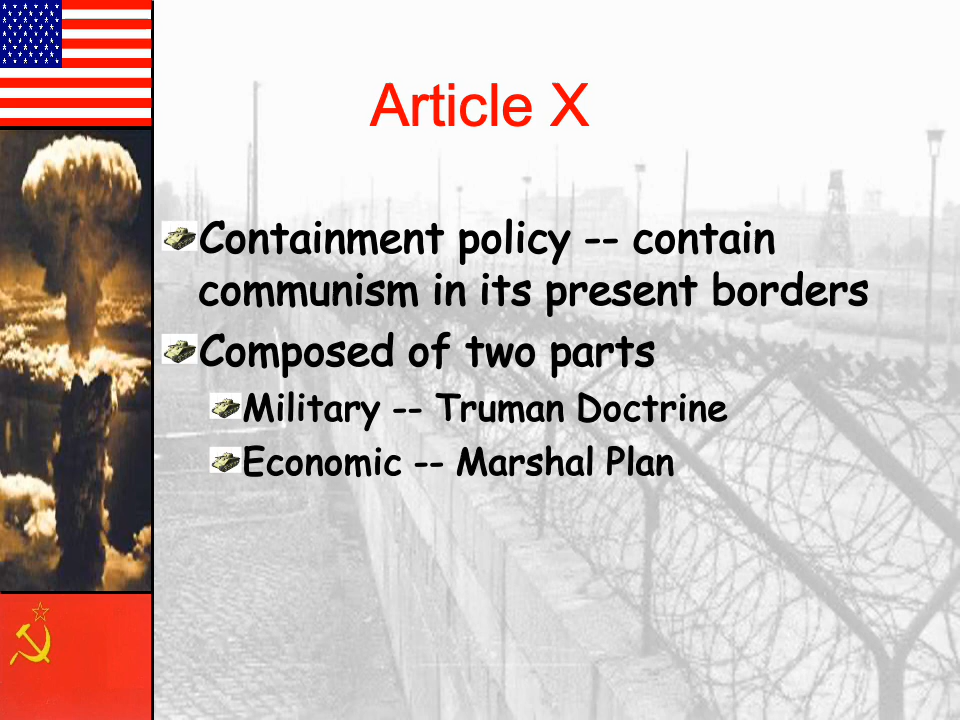 Article X
Containment policy -- contain
communism in its present borders
Composed of two parts
Military -- Truman Doctrine
Economic -- Marshal Plan